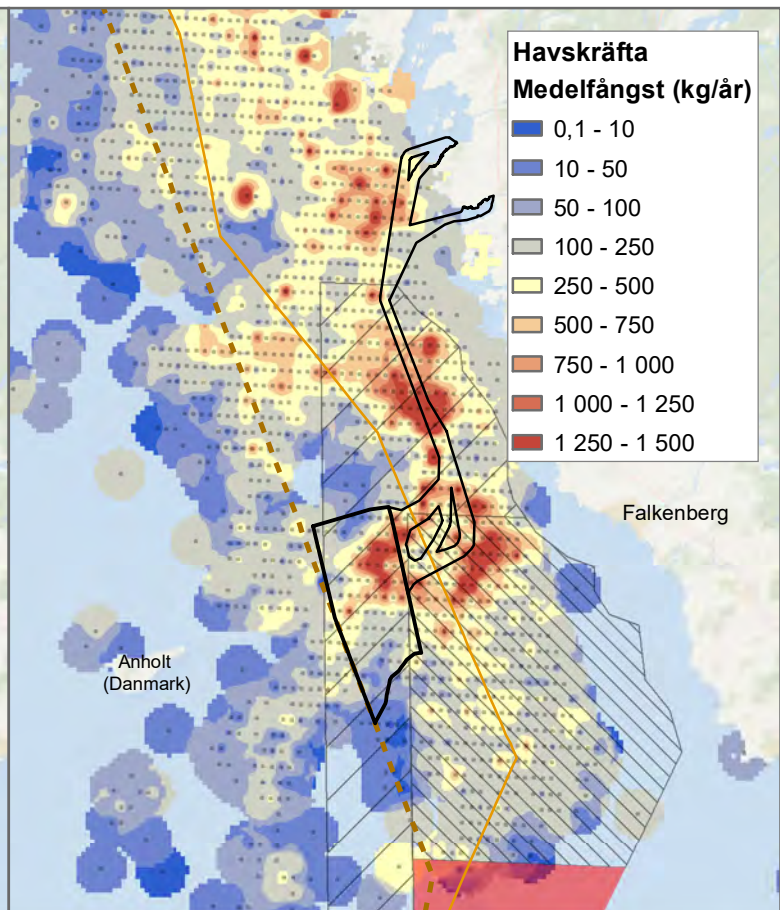 Havskräfta
Medelfångst (kg/år)
0,1 - 10
10 - 50
50 - 100
100 - 250
250 - 500
500 - 750
750 - 1 000
1 000 - 1 250
1 250 - 1 500
Falkenberg
Anholt
(Danmark)